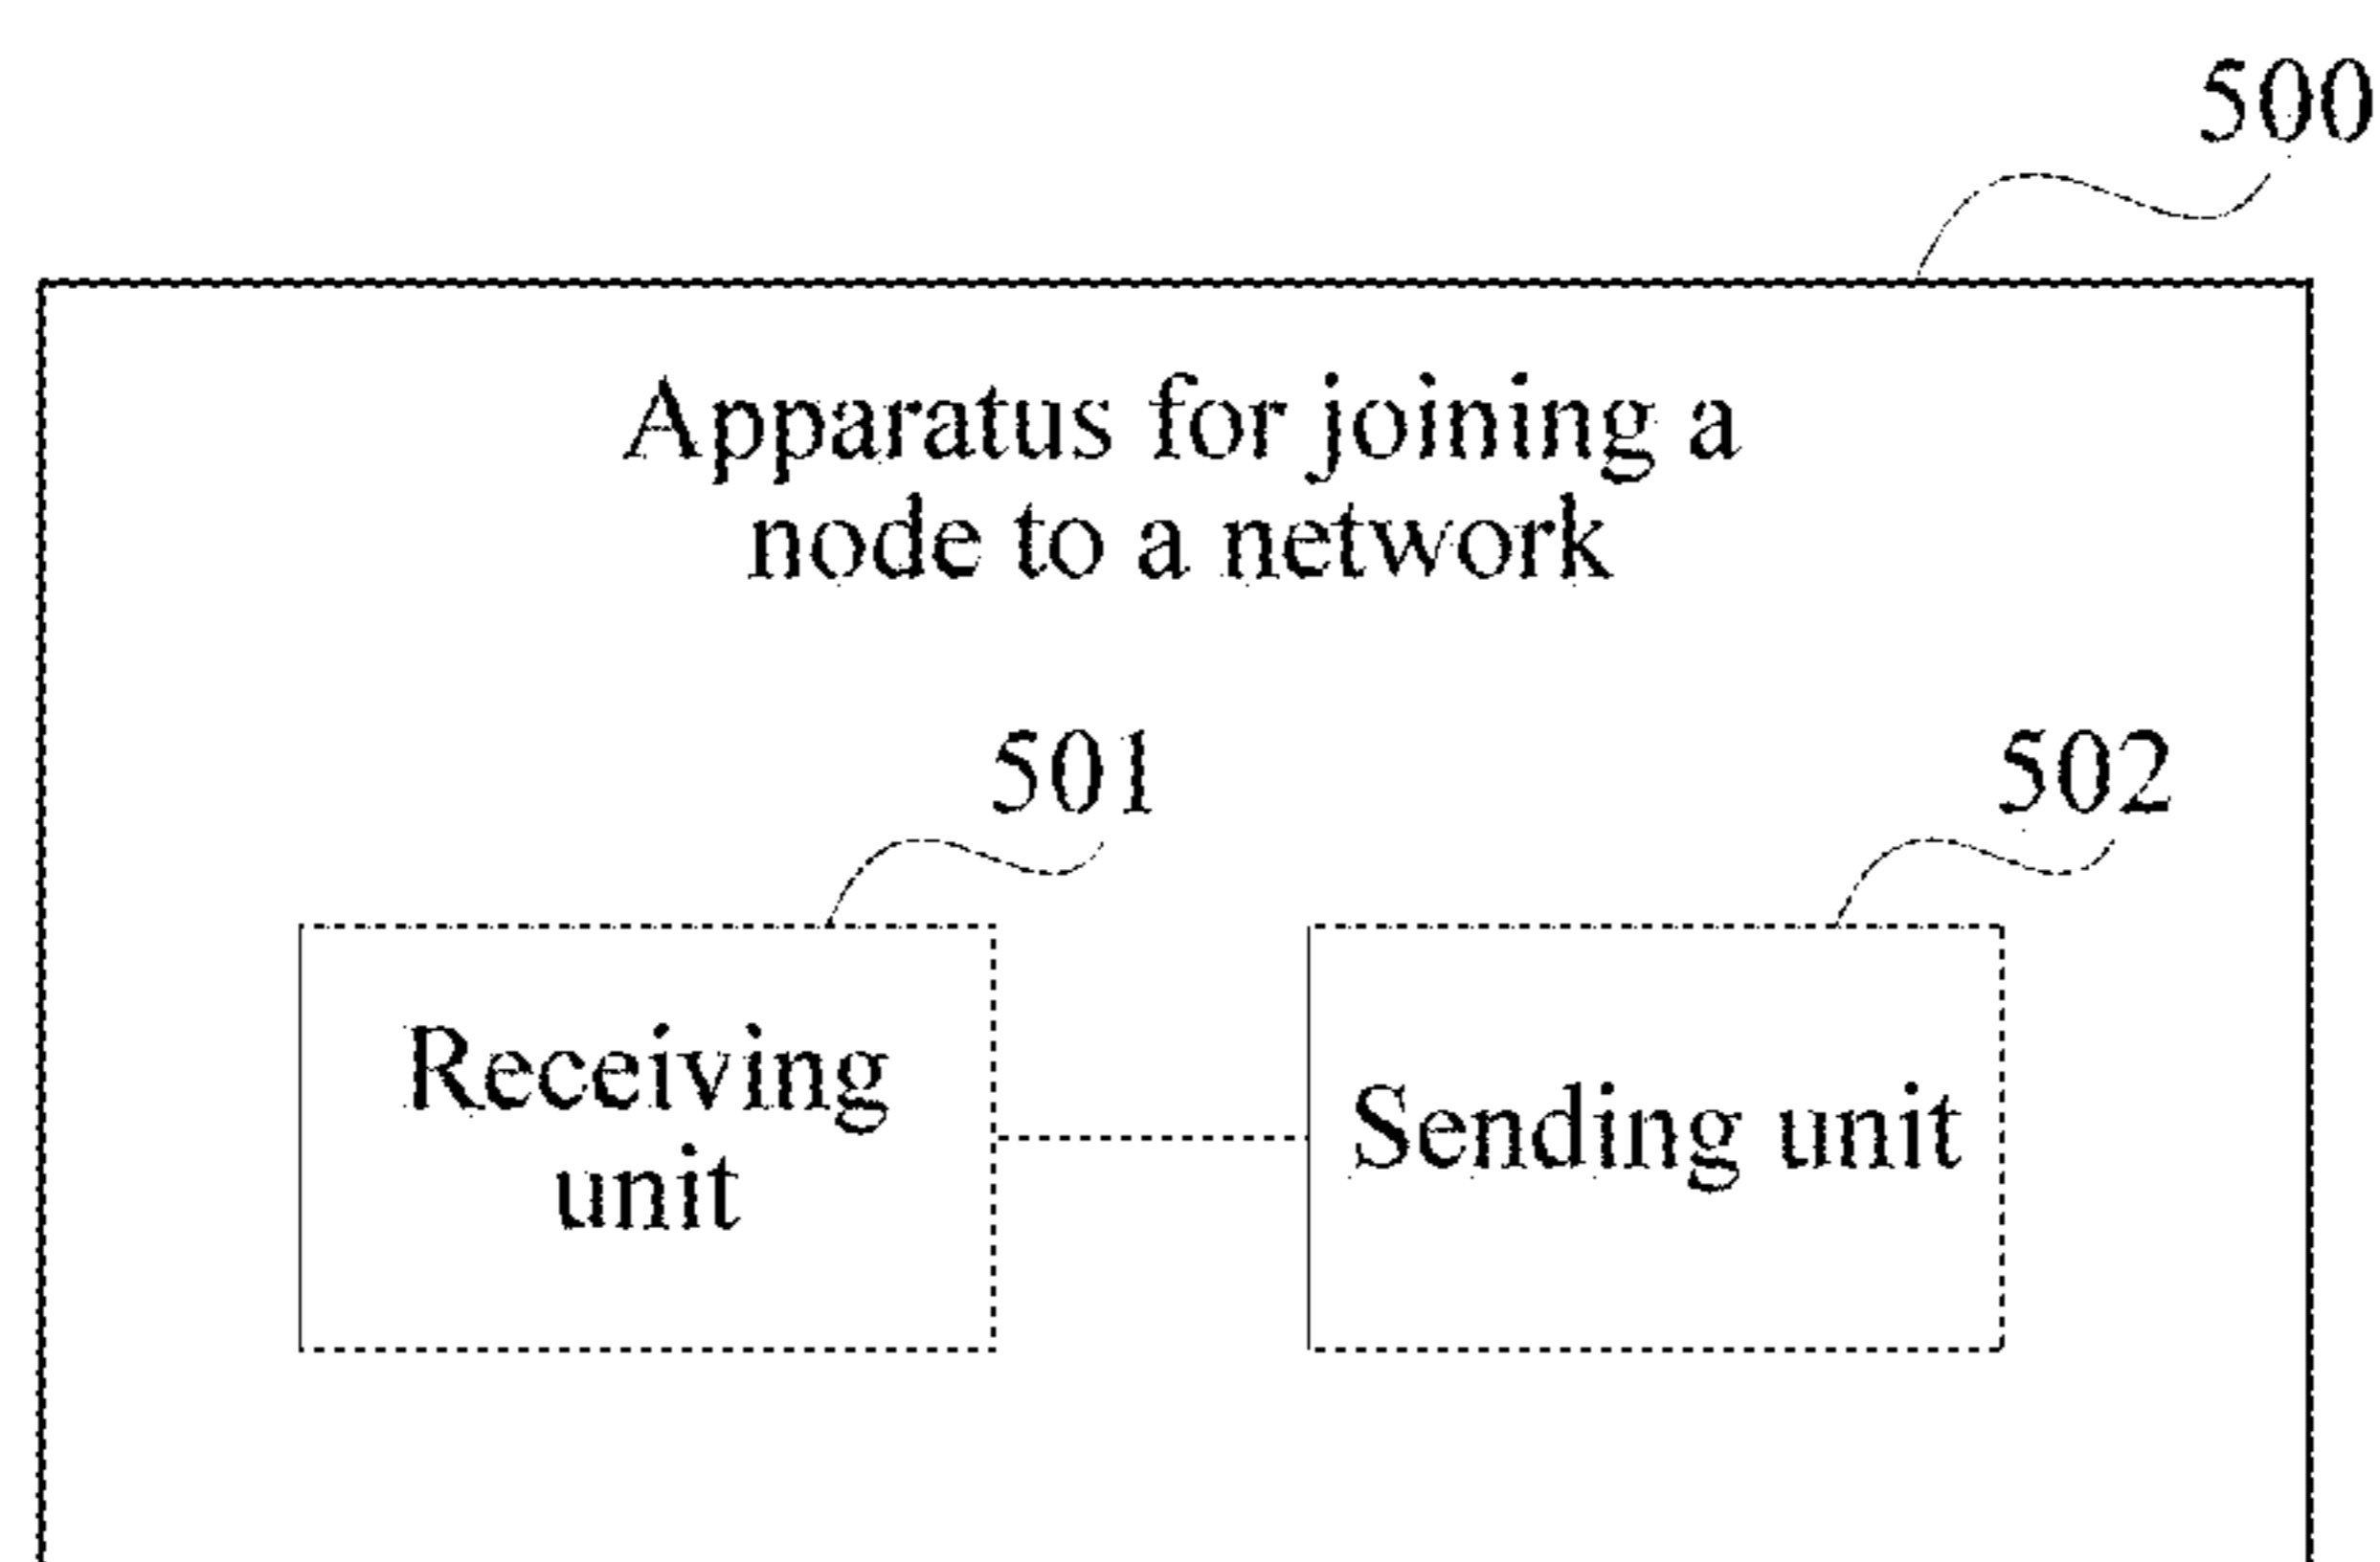 500
Apparatus for joining a
node to a network
501
502
Receiving
unit
Sending unit